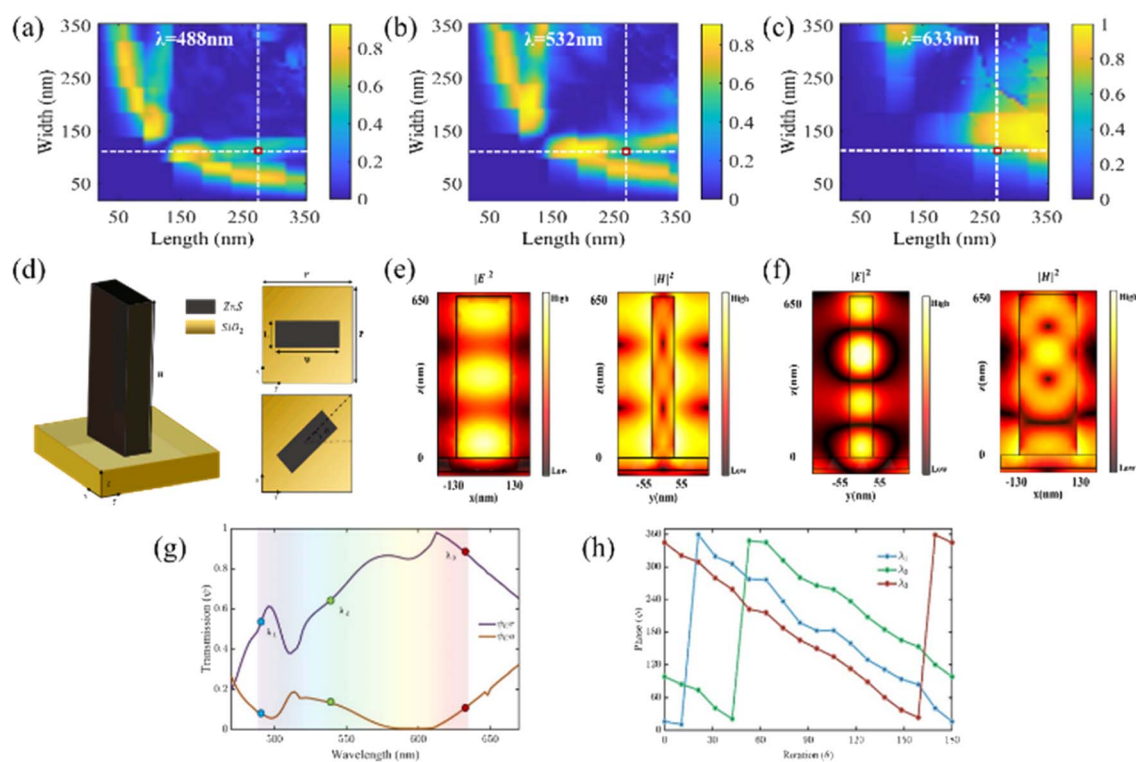 (a)
λ=488nm
Width (nm)
350
250
150
50
50
150
250
350
Length (nm)
0.8
0.6
0.4
0.2
0
(b)
λ=532nm
Width (nm)
350
250
150
50
50
150
250
350
Length (nm)
0.8
0.6
0.4
0.2
0
(c)
λ=633nm
Width (nm)
350
250
150
50
50
150
250
350
Length (nm)
1
0.8
0.6
0.4
0.2
0
(d)
ZnS
SiO2
H
(e)
|E|²
650
z(nm)
0
-130
130
x(nm)
High
Low
|H|²
650
z(nm)
0
-55
55
y(nm)
High
Low
(f)
|E|²
650
z(nm)
0
-55
55
y(nm)
High
Low
|H|²
650
z(nm)
0
-130
130
x(nm)
High
Low
(g)
Transmission (ψ)
1
0.8
0.6
0.4
0.2
0
λ1
λ2
λ3
500
550
600
650
Wavelength (nm)
(h)
Phase (ϕ)
360
300
240
180
120
60
0
λ1
λ2
λ3
0
30
60
90
120
150
180
Rotation (θ)